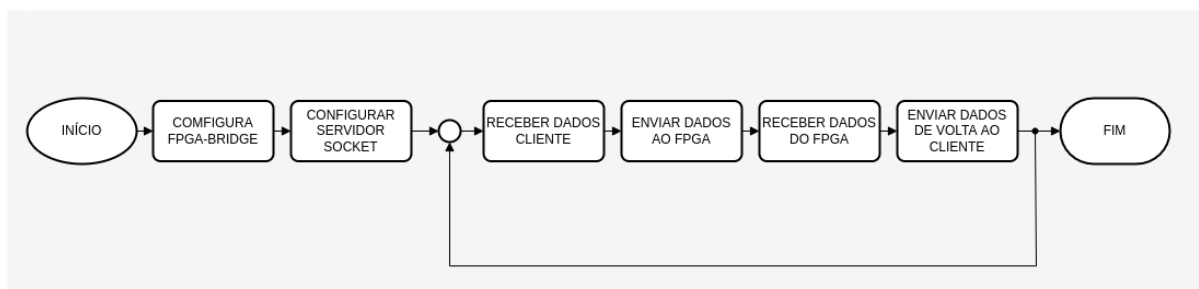 INÍCIO
COMFIGURA
FPGA-BRIDGE
CONFIGURAR
SERVIDOR
SOCKET
RECEBER DADOS
CLIENTE
ENVIAR DADOS
AO FPGA
RECEBER DADOS
DO FPGA
ENVIAR DADOS
DE VOLTA AO
CLIENTE
FIM